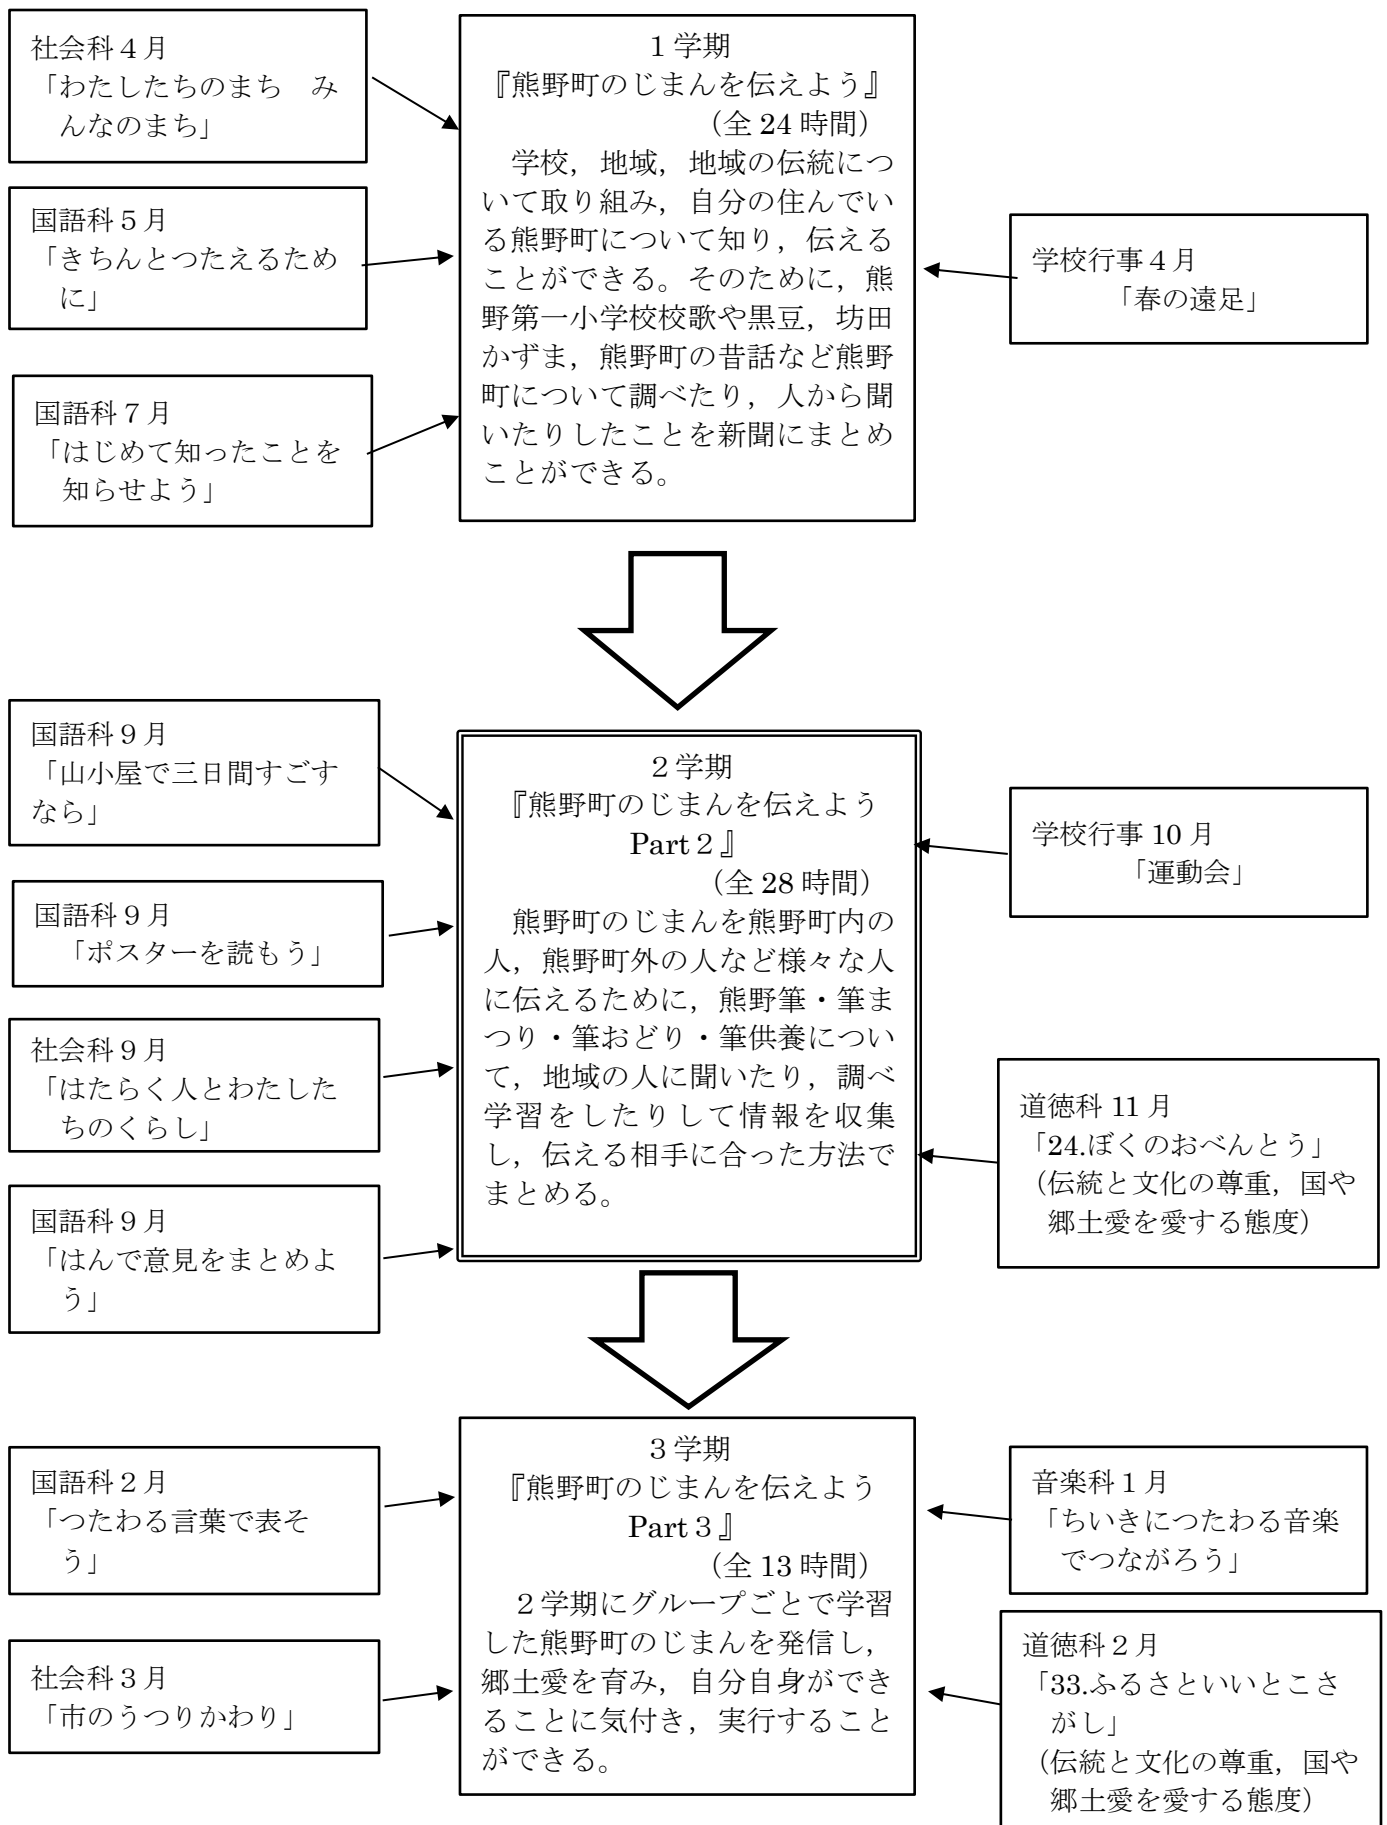 社会科４月
「わたしたちのまち　み
んなのまち」
国語科５月
「きちんとつたえるため
に」
国語科７月
「はじめて知ったことを
知らせよう」
１学期
『熊野町のじまんを伝えよう』
（全 24 時間）
学校，地域，地域の伝統につ
いて取り組み，自分の住んでい
る熊野町について知り，伝える
ことができる。そのために，熊
野第一小学校校歌や黒豆，坊田
かずま，熊野町の昔話など熊野
町について調べたり，人から聞
いたりしたことを新聞にまとめ
ことができる。
学校行事４月
「春の遠足」
国語科９月
「山小屋で三日間すごす
なら」
国語科９月
「ポスターを読もう」
社会科９月
「はたらく人とわたした
ちのくらし」
国語科９月
「はんで意見をまとめよ
う」
２学期
『熊野町のじまんを伝えよう
Part２』
（全 28 時間）
熊野町のじまんを熊野町内の
人，熊野町外の人など様々な人
に伝えるために，熊野筆・筆ま
つり・筆おどり・筆供養につい
て，地域の人に聞いたり，調べ
学習をしたりして情報を収集
し，伝える相手に合った方法で
まとめる。
学校行事 10 月
「運動会」
道徳科 11 月
「24.ぼくのおべんとう」
（伝統と文化の尊重，国や
郷土愛を愛する態度）
国語科２月
「つたわる言葉で表そ
う」
社会科３月
「市のうつりかわり」
３学期
『熊野町のじまんを伝えよう
Part３』
（全 13 時間）
２学期にグループごとで学習
した熊野町のじまんを発信し，
郷土愛を育み，自分自身ができ
ることに気付き，実行すること
ができる。
音楽科１月
「ちいきにつたわる音楽
でつながろう」
道徳科２月
「33.ふるさといいとこさ
がし」
（伝統と文化の尊重，国や
郷土愛を愛する態度）